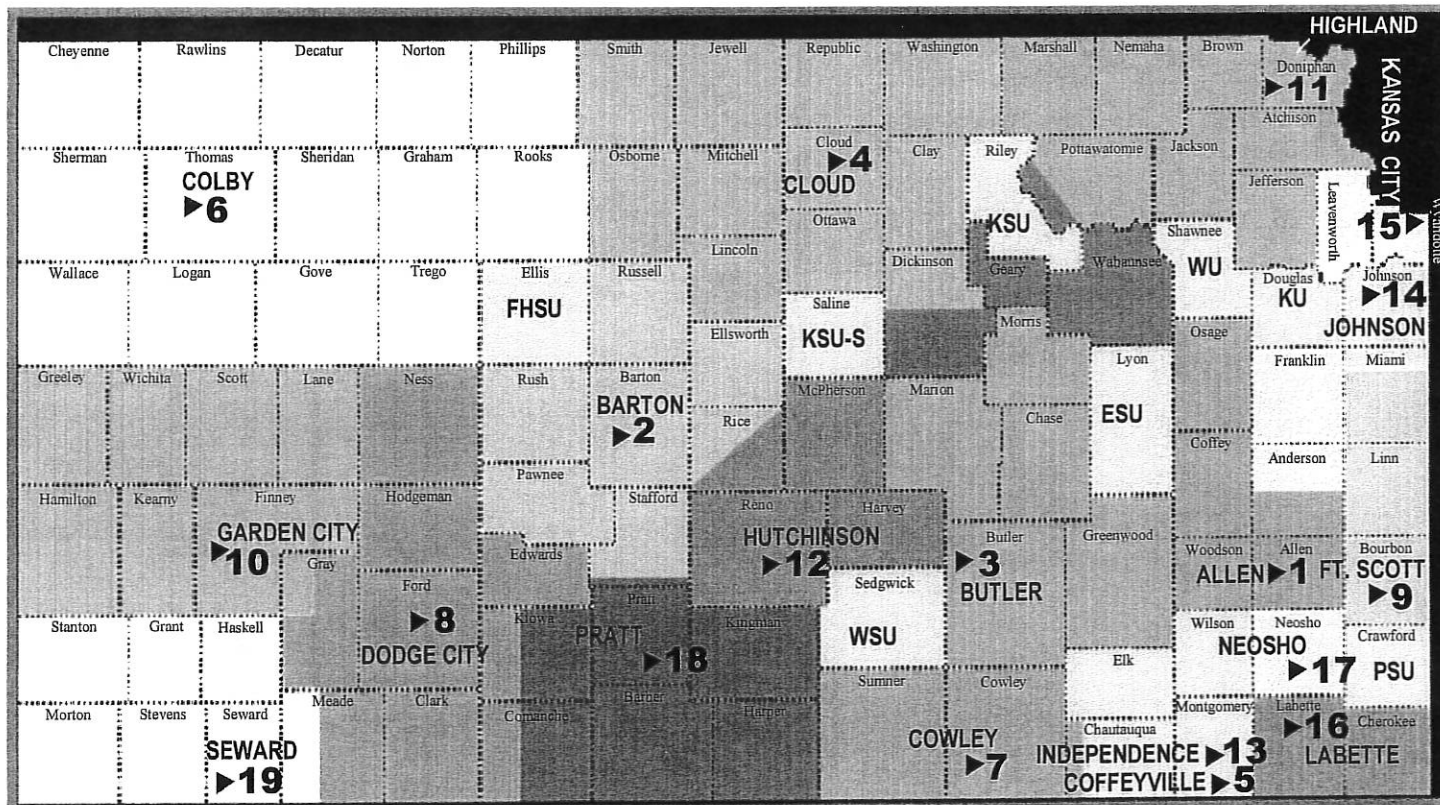 HIGHLAND
Cheyenne Rawlins Decatur Norton Phillips Smith Jewell Republic Washington Marshall Nemaha Brown Doniphan
▶11
KANSAS CITY
Atchison
Sherman Thomas Sheridan Graham Rooks Osborne Mitchell Cloud Clay Riley Pottawatomie Jackson
COLBY
▶6
▶4
CLOUD
Jefferson Leavenworth
15▶
Wyandotte
Ottawa
KSU
Lincoln
Shawnee
WU
Wallace Logan Gove Trego Ellis Russell Dickinson Geary Wabaunsee
FHSU
Douglas
KU
Johnson
▶14
JOHNSON
Saline
KSU-S
Ellsworth
Morris
Osage
Lyon
Franklin Miami
Greeley Wichita Scott Lane Ness Rush Barton
BARTON
▶2
McPherson Marion
ESU
Rice
Chase
Coffey
Anderson Linn
Pawnee
Hamilton Kearny Finney Hodgeman Stafford
GARDEN CITY
▶10
Reno Harvey
HUTCHINSON
▶12
Gray
Edwards
Butler
▶3
BUTLER
Greenwood
Woodson Allen Bourbon
ALLEN▶1 FT. SCOTT
▶9
Ford
▶8
DODGE CITY
Sedgwick
WSU
Stanton Grant Haskell
Kiowa Pratt Kingman
PRATT
▶18
Wilson Neosho Crawford
NEOSHO
▶17
PSU
Elk
Sumner Cowley
Morton Stevens Seward Meade Clark Comanche Barber Harper
SEWARD
▶19
COWLEY
▶7
Chautauqua Montgomery Labette Cherokee
▶16
LABETTE
INDEPENDENCE▶13
COFFEYVILLE▶5